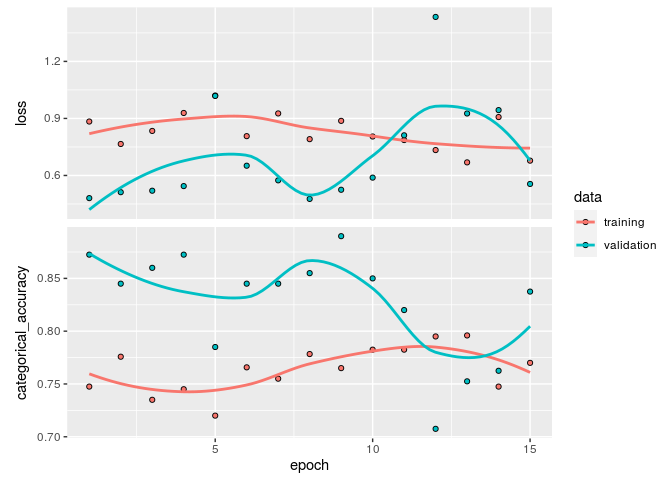 loss
1.2
0.9
0.6
categorical_accuracy
0.85
0.80
0.75
0.70
5
10
15
epoch
data
training
validation